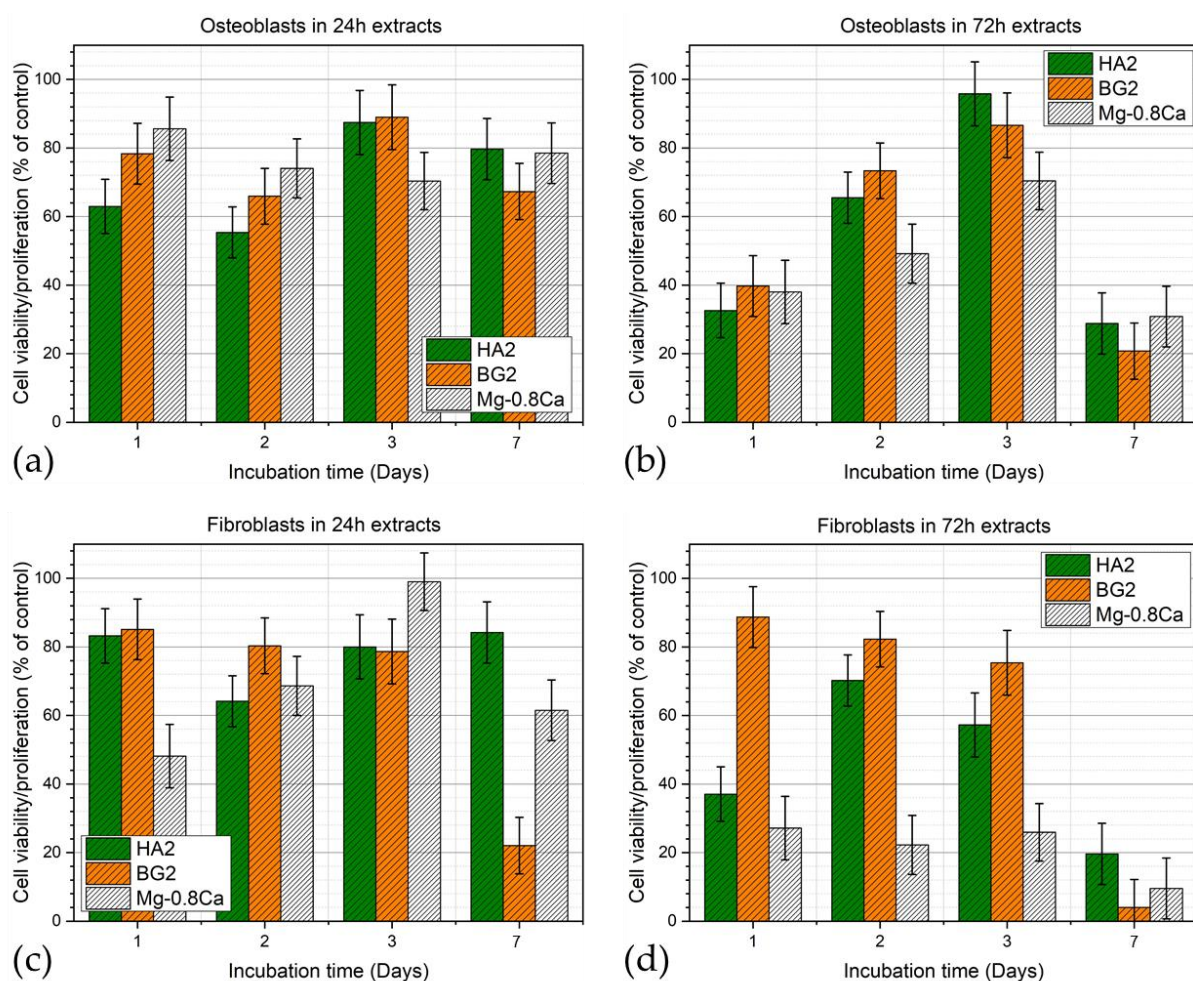 Osteoblasts in 24h extracts
Cell viability/proliferation (% of control)
100
80
60
40
20
0
HA2
BG2
Mg-0.8Ca
1 2 3 7
Incubation time (Days)
(a)
Osteoblasts in 72h extracts
Cell viability/proliferation (% of control)
100
80
60
40
20
0
HA2
BG2
Mg-0.8Ca
1 2 3 7
Incubation time (Days)
(b)
Fibroblasts in 24h extracts
Cell viability/proliferation (% of control)
100
80
60
40
20
0
HA2
BG2
Mg-0.8Ca
1 2 3 7
Incubation time (Days)
(c)
Fibroblasts in 72h extracts
Cell viability/proliferation (% of control)
100
80
60
40
20
0
HA2
BG2
Mg-0.8Ca
1 2 3 7
Incubation time (Days)
(d)